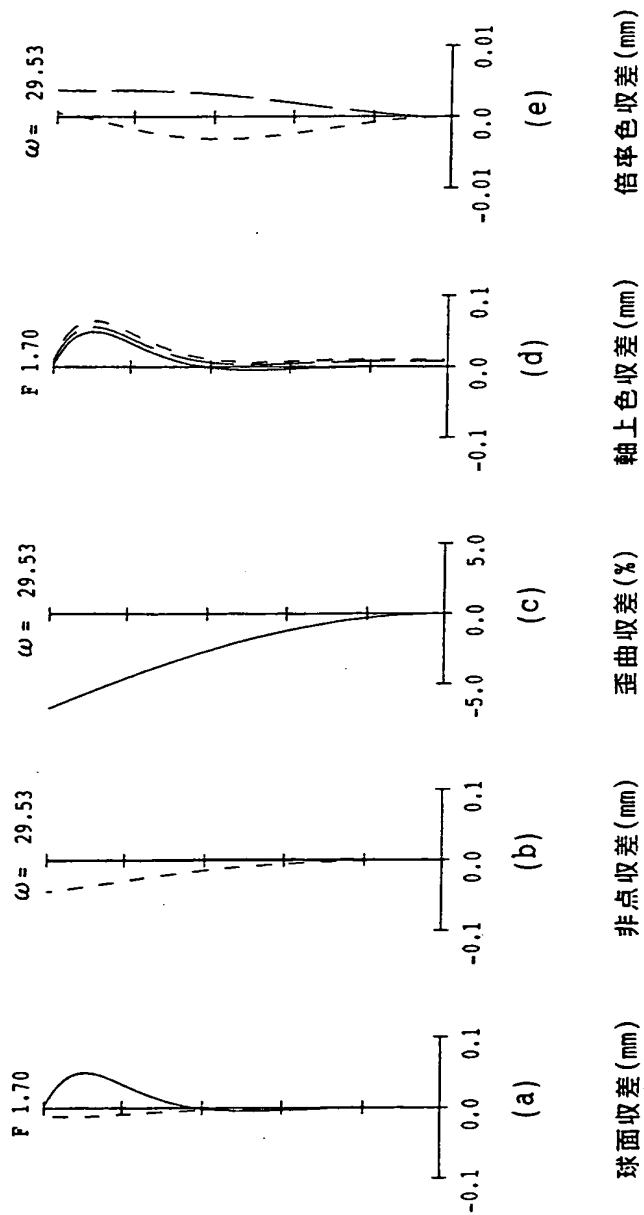 F 1.70
-0.1 0.0 0.1
(a)
球面収差(mm)
ω= 29.53
-0.1 0.0 0.1
(b)
非点収差(mm)
ω= 29.53
-5.0 0.0 5.0
(c)
歪曲収差(%)
F 1.70
-0.1 0.0 0.1
(d)
軸上色収差(mm)
ω= 29.53
-0.01 0.0 0.01
(e)
倍率色収差(mm)